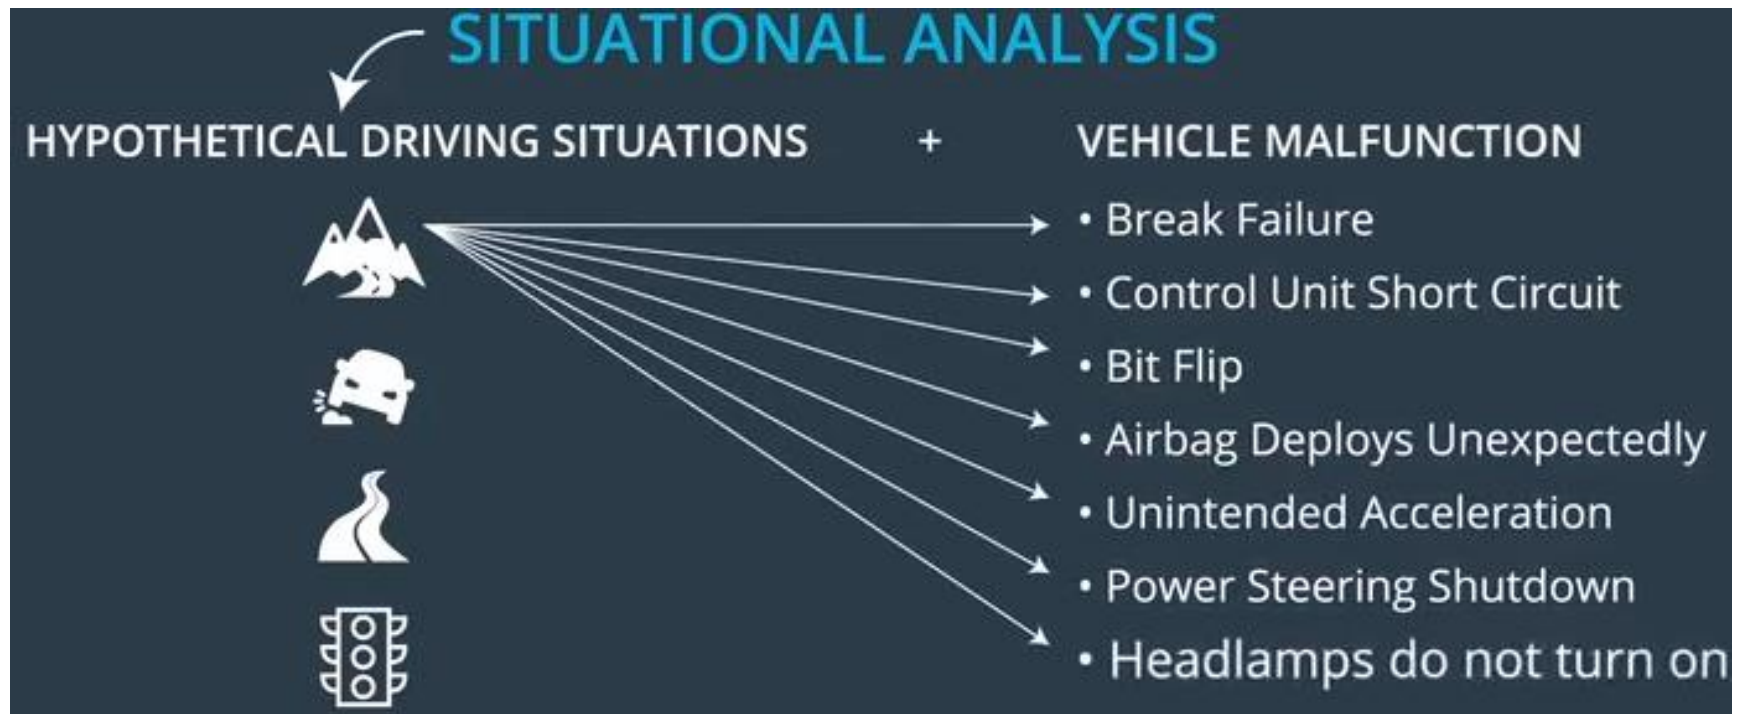 SITUATIONAL ANALYSIS
HYPOTHETICAL DRIVING SITUATIONS + VEHICLE MALFUNCTION
• Break Failure
• Control Unit Short Circuit
• Bit Flip
• Airbag Deploys Unexpectedly
• Unintended Acceleration
• Power Steering Shutdown
• Headlamps do not turn on